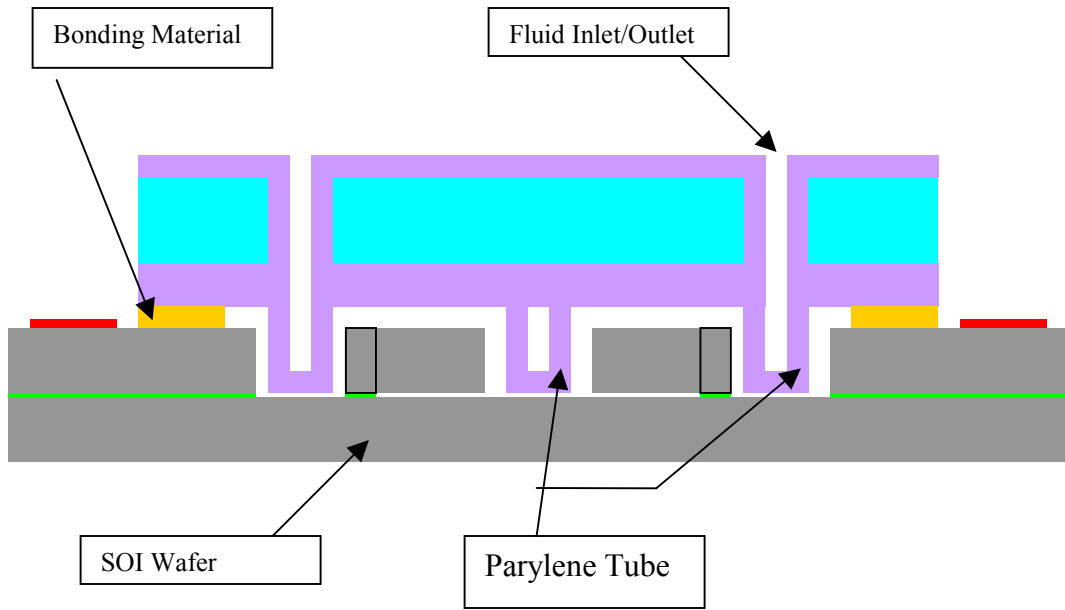 Bonding Material
Fluid Inlet/Outlet
SOI Wafer
Parylene Tube